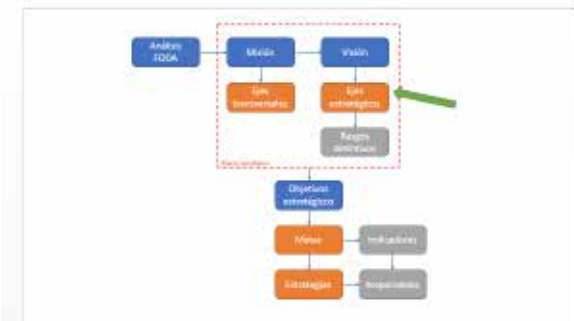 Análisis
FODA
Misión
Visión
Ejes
transversales
Ejes
estratégicos
Rasgos
distintivos
Objetivos
estratégicos
Metas
Indicadores
Estrategias
Responsables